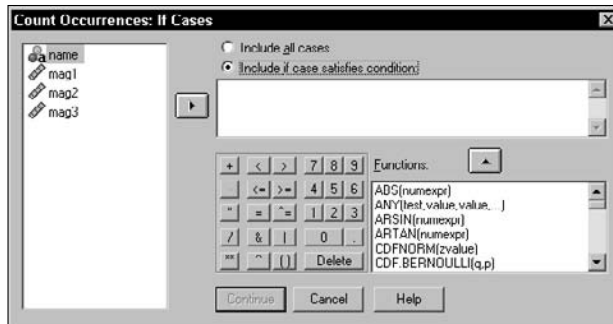 Count Occurrences: If Cases
name
mag1
mag2
mag3
Include all cases
Include if case satisfies condition:
+ < > 7 8 9
- <= >= 4 5 6
* = ~= 1 2 3
/ & | 0 .
** ~ () Delete
Functions:
ABS(numexpr)
ANY(test,value,value,...)
ARSIN(numexpr)
ARTAN(numexpr)
CDFNORM(zvalue)
CDF.BERNOULLI(q,p)
Continue Cancel Help